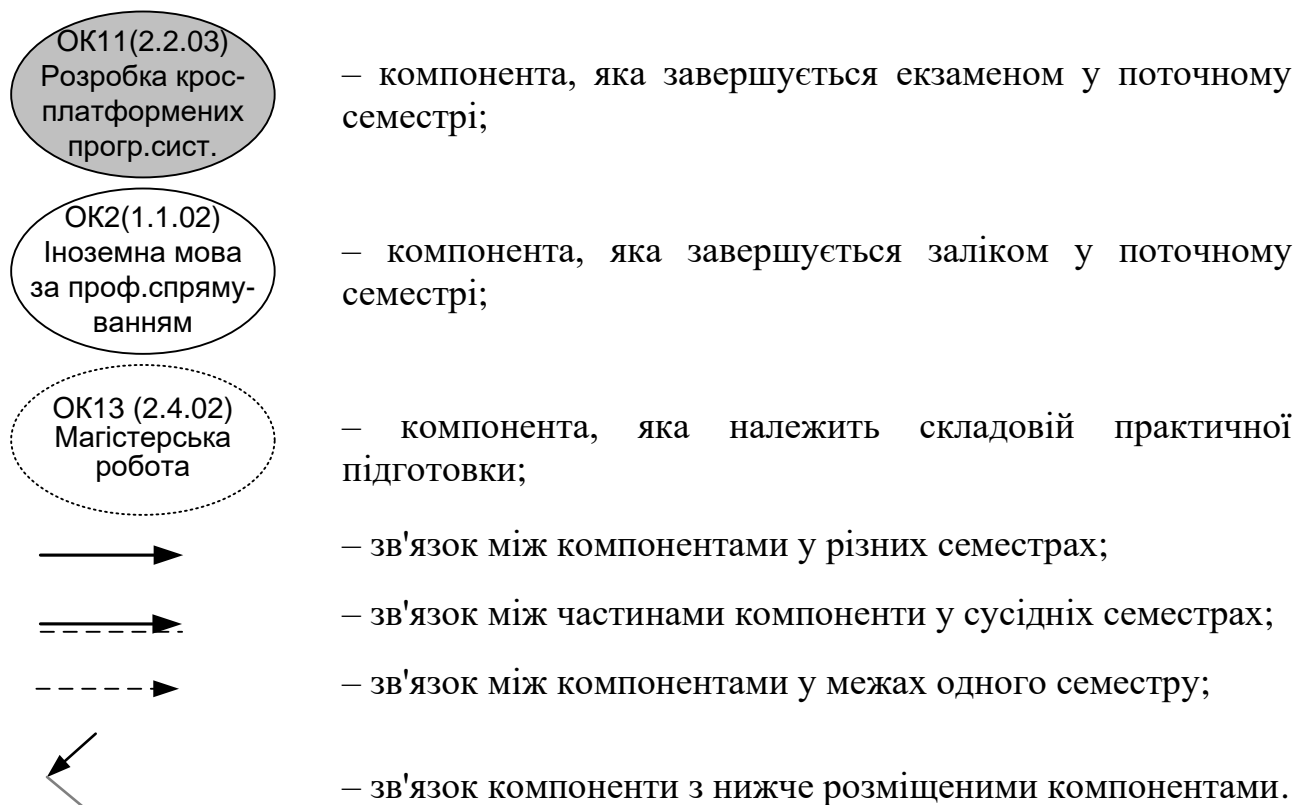 ОК11(2.2.03)
Розробка крос-
платформених
прогр.сист.
– компонента, яка завершується екзаменом у поточному
семестрі;
ОК2(1.1.02)
Іноземна мова
за проф.спряму-
ванням
– компонента, яка завершується заліком у поточному
семестрі;
ОК13 (2.4.02)
Магістерська
робота
– компонента, яка належить складовій практичної
підготовки;
– зв'язок між компонентами у різних семестрах;
– зв'язок між частинами компоненти у сусідніх семестрах;
– зв'язок між компонентами у межах одного семестру;
– зв'язок компоненти з нижче розміщеними компонентами.